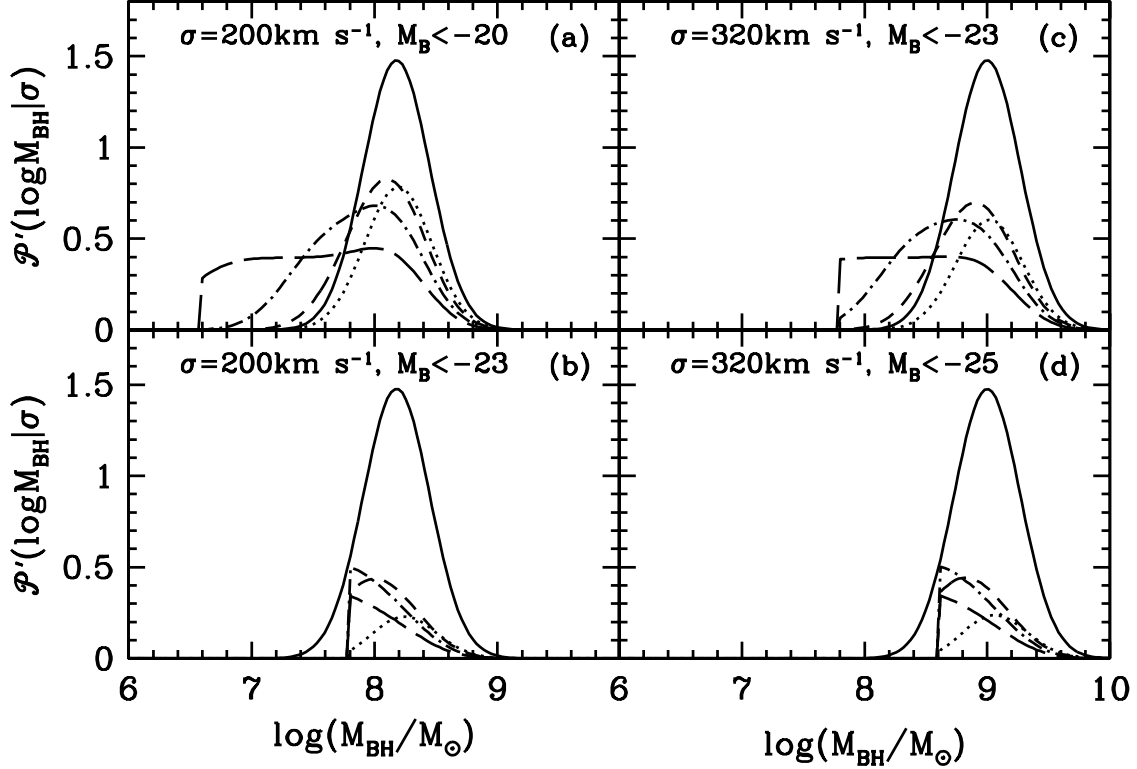 σ=200km s⁻¹, M_B<−20 (a)
σ=320km s⁻¹, M_B<−23 (c)
𝒫'(logM_BH|σ)
1.5
1
0.5
0
σ=200km s⁻¹, M_B<−23 (b)
σ=320km s⁻¹, M_B<−25 (d)
𝒫'(logM_BH|σ)
1.5
1
0.5
0
6 7 8 9 6 7 8 9 10
log(M_BH/M_⊙)
log(M_BH/M_⊙)